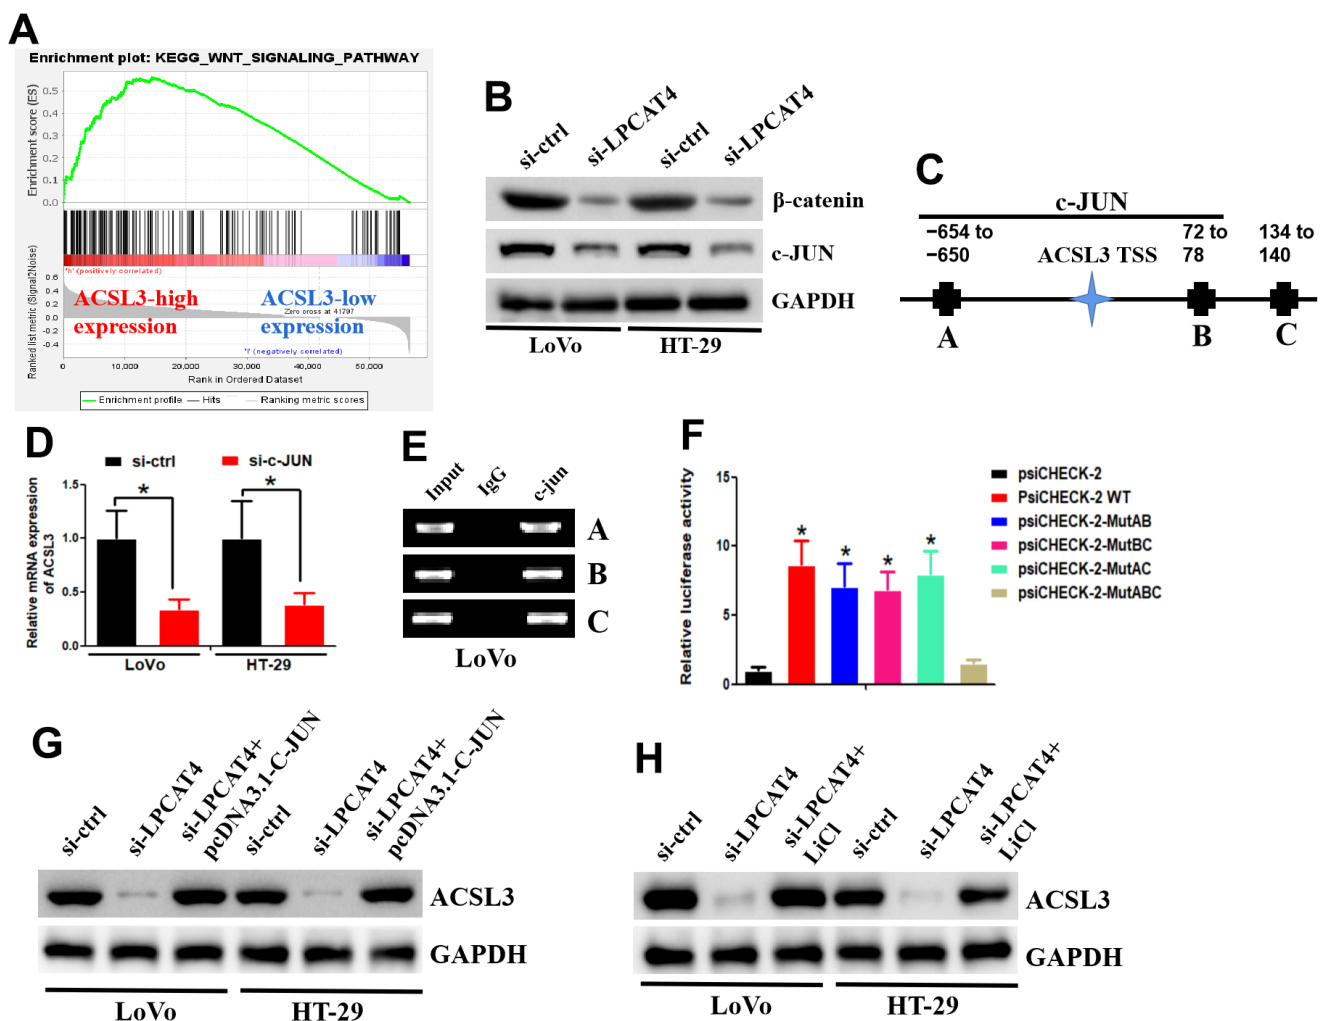 A
Enrichment plot: KEGG_WNT_SIGNALING_PATHWAY
Enrichment score (ES)
0.5
0.4
0.3
0.2
0.1
0.0
'h' (positively correlated)
Ranked list metric (Signal2Noise)
0.6
0.4
0.2
0.0
-0.2
-0.4
ACSL3-high
expression
ACSL3-low
Zero cross at 41797
expression
'l' (negatively correlated)
0 10,000 20,000 30,000 40,000 50,000
Rank in Ordered Dataset
Enrichment profile Hits Ranking metric scores
B
si-ctrl si-LPCAT4 si-ctrl si-LPCAT4
β-catenin
c-JUN
GAPDH
LoVo HT-29
C
c-JUN
−654 to 72 to 134 to
−650 ACSL3 TSS 78 140
A B C
D
si-ctrl si-c-JUN
Relative mRNA expression
of ACSL3
1.5
1.0
0.5
0.0
* *
LoVo HT-29
E
Input IgG c-jun
A
B
C
LoVo
F
Relative luciferase activity
15
10
5
0
* * * *
psiCHECK-2
PsiCHECK-2 WT
psiCHECK-2-MutAB
psiCHECK-2-MutBC
psiCHECK-2-MutAC
psiCHECK-2-MutABC
G
si-ctrl
si-LPCAT4
si-LPCAT4+
pcDNA3.1-C-JUN
si-ctrl
si-LPCAT4
si-LPCAT4+
pcDNA3.1-C-JUN
ACSL3
GAPDH
LoVo HT-29
H
si-ctrl
si-LPCAT4
si-LPCAT4+
LiCl
si-ctrl
si-LPCAT4
si-LPCAT4+
LiCl
ACSL3
GAPDH
LoVo HT-29